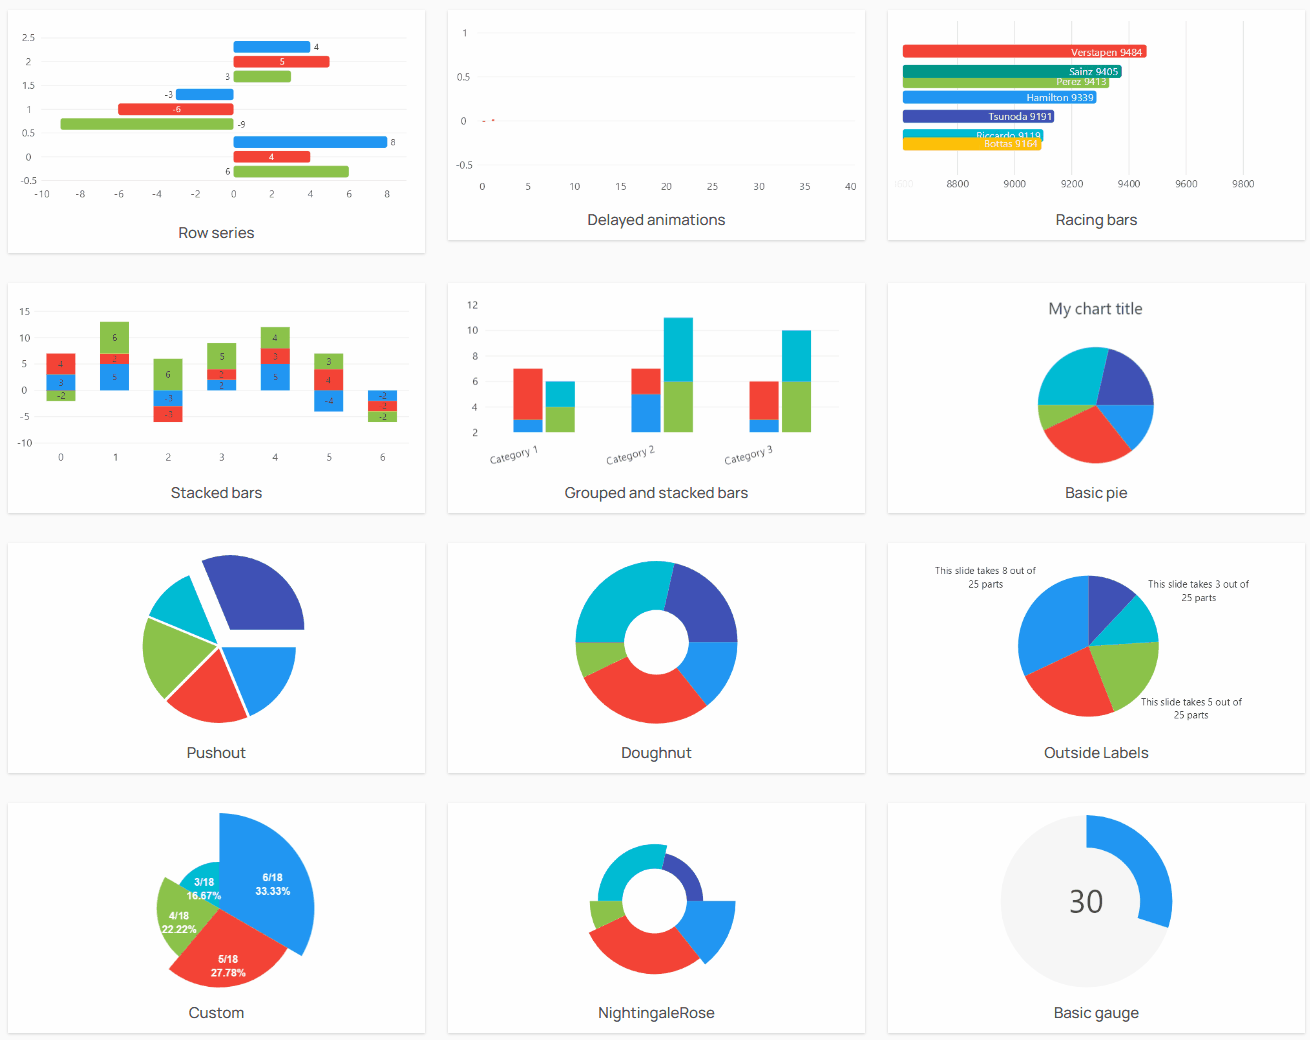 2.5
2
1.5
1
0.5
0
-0.5
4
5
3
-3
-6
-9
8
4
6
-10 -8 -6 -4 -2 0 2 4 6 8
Row series
1
0.5
0
-0.5
0 5 10 15 20 25 30 35 40
Delayed animations
Verstapen 9484
Sainz 9405
Perez 9413
Hamilton 9339
Tsunoda 9191
Riccardo 9119
Bottas 9164
8800 9000 9200 9400 9600 9800
Racing bars
15
10
5
0
-5
-10
4
3
-2
6
2
5
6
-3
-3
5
2
2
4
3
5
3
4
-4
-2
-2
-2
0 1 2 3 4 5 6
Stacked bars
12
10
8
6
4
2
Category 1 Category 2 Category 3
Grouped and stacked bars
My chart title
Basic pie
Pushout
Doughnut
This slide takes 8 out of
25 parts
This slide takes 3 out of
25 parts
This slide takes 5 out of
25 parts
Outside Labels
6/18
33.33%
3/18
16.67%
4/18
22.22%
5/18
27.78%
Custom
NightingaleRose
30
Basic gauge